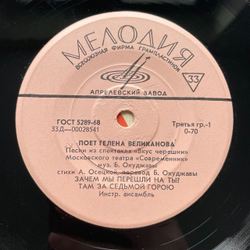 МЕЛОДИЯ
ВСЕСОЮЗНАЯ ФИРМА ГРАМПЛАСТИНОК
33
АПРЕЛЕВСКИЙ ЗАВОД
ГОСТ 5289-68
33Д—00028541
Третья гр.-1
0-70
ПОЕТ ГЕЛЕНА ВЕЛИКАНОВА
Песни из спектакля «Вкус черешни»
Московского театра «Современник»
муз. Б. Окуджавы
стихи А. Осецкой, перевод Б. Окуджавы
ЗАЧЕМ МЫ ПЕРЕШЛИ НА ТЫ?
ТАМ ЗА СЕДЬМОЙ ГОРОЮ
Инстр. ансамбль